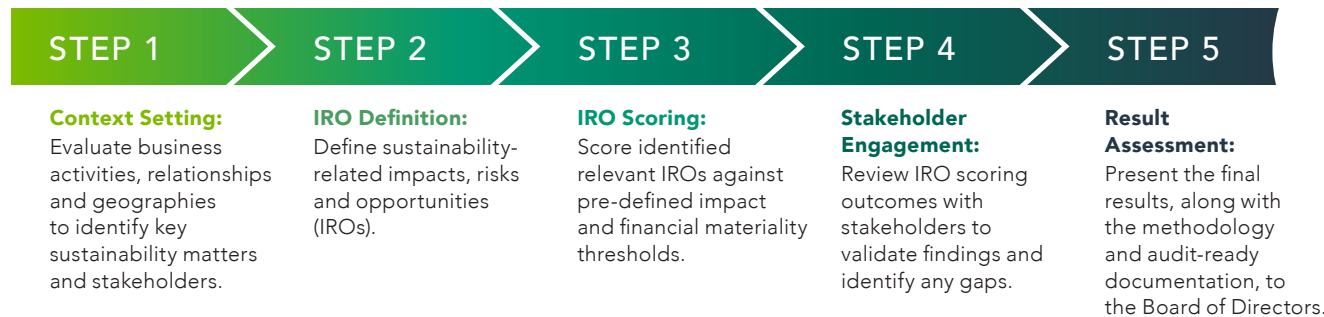 STEP 1
STEP 2
STEP 3
STEP 4
STEP 5
Context Setting:
Evaluate business
activities, relationships
and geographies
to identify key
sustainability matters
and stakeholders.
IRO Definition:
Define sustainability-
related impacts, risks
and opportunities
(IROs).
IRO Scoring:
Score identified
relevant IROs against
pre-defined impact
and financial materiality
thresholds.
Stakeholder
Engagement:
Review IRO scoring
outcomes with
stakeholders to
validate findings and
identify any gaps.
Result
Assessment:
Present the final
results, along with
the methodology
and audit-ready
documentation, to
the Board of Directors.